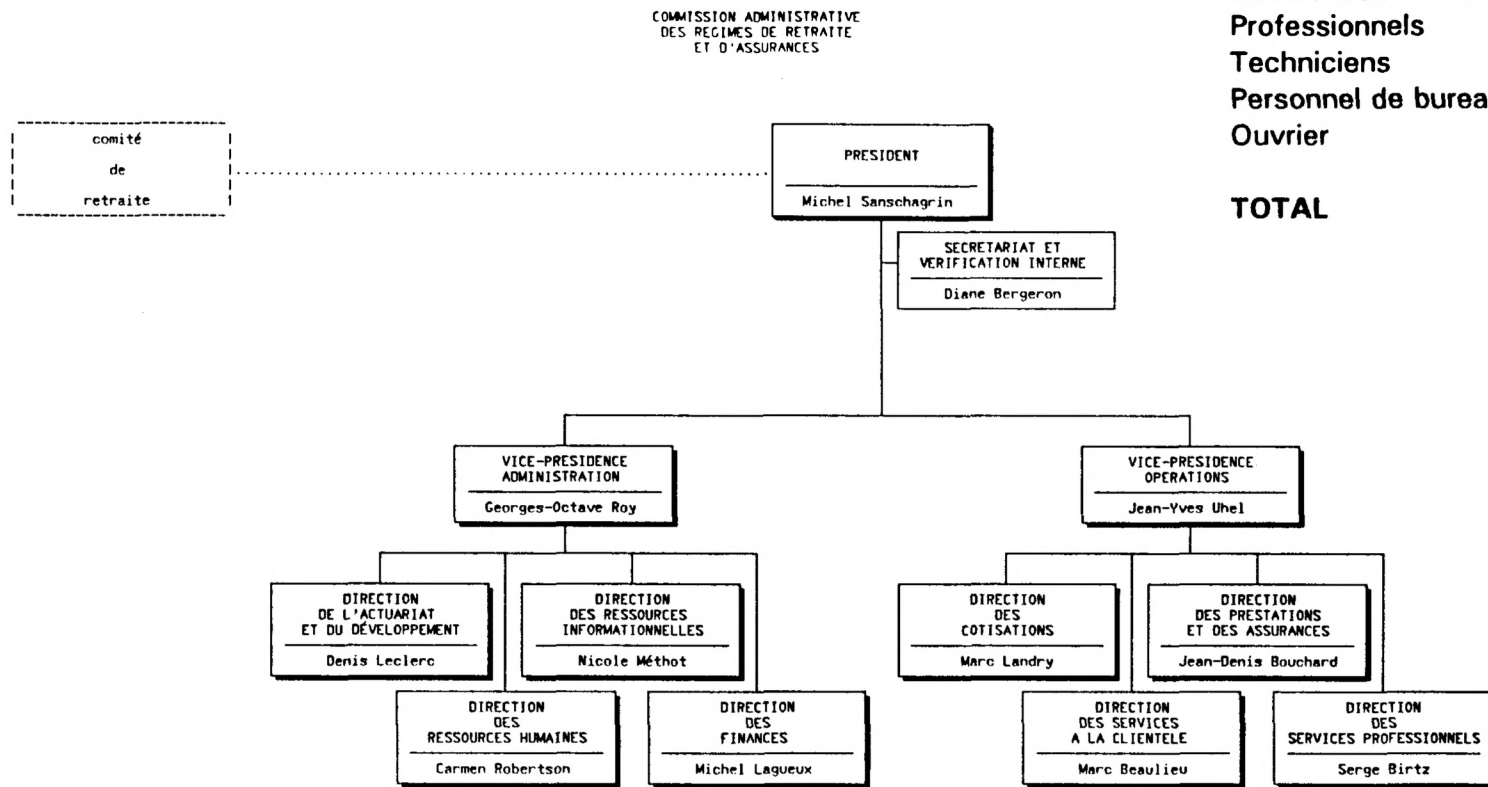 COMMISSION ADMINISTRATIVE
DES REGIMES DE RETRAITE
ET D'ASSURANCES
Professionnels
Techniciens
Personnel de burea
Ouvrier
TOTAL
comité
de
retraite
PRESIDENT
Michel Sanschagrin
SECRETARIAT ET
VERIFICATION INTERNE
Diane Bergeron
VICE-PRESIDENCE
ADMINISTRATION
Georges-Octave Roy
VICE-PRESIDENCE
OPERATIONS
Jean-Yves Uhel
DIRECTION
DE L'ACTUARIAT
ET DU DÉVELOPPEMENT
Denis Leclerc
DIRECTION
DES RESSOURCES
INFORMATIONNELLES
Nicole Méthot
DIRECTION
DES
COTISATIONS
Marc Landry
DIRECTION
DES PRESTATIONS
ET DES ASSURANCES
Jean-Denis Bouchard
DIRECTION
DES
RESSOURCES HUMAINES
Carmen Robertson
DIRECTION
DES
FINANCES
Michel Lagueux
DIRECTION
DES SERVICES
A LA CLIENTELE
Marc Beaulieu
DIRECTION
DES
SERVICES PROFESSIONNELS
Serge Birtz